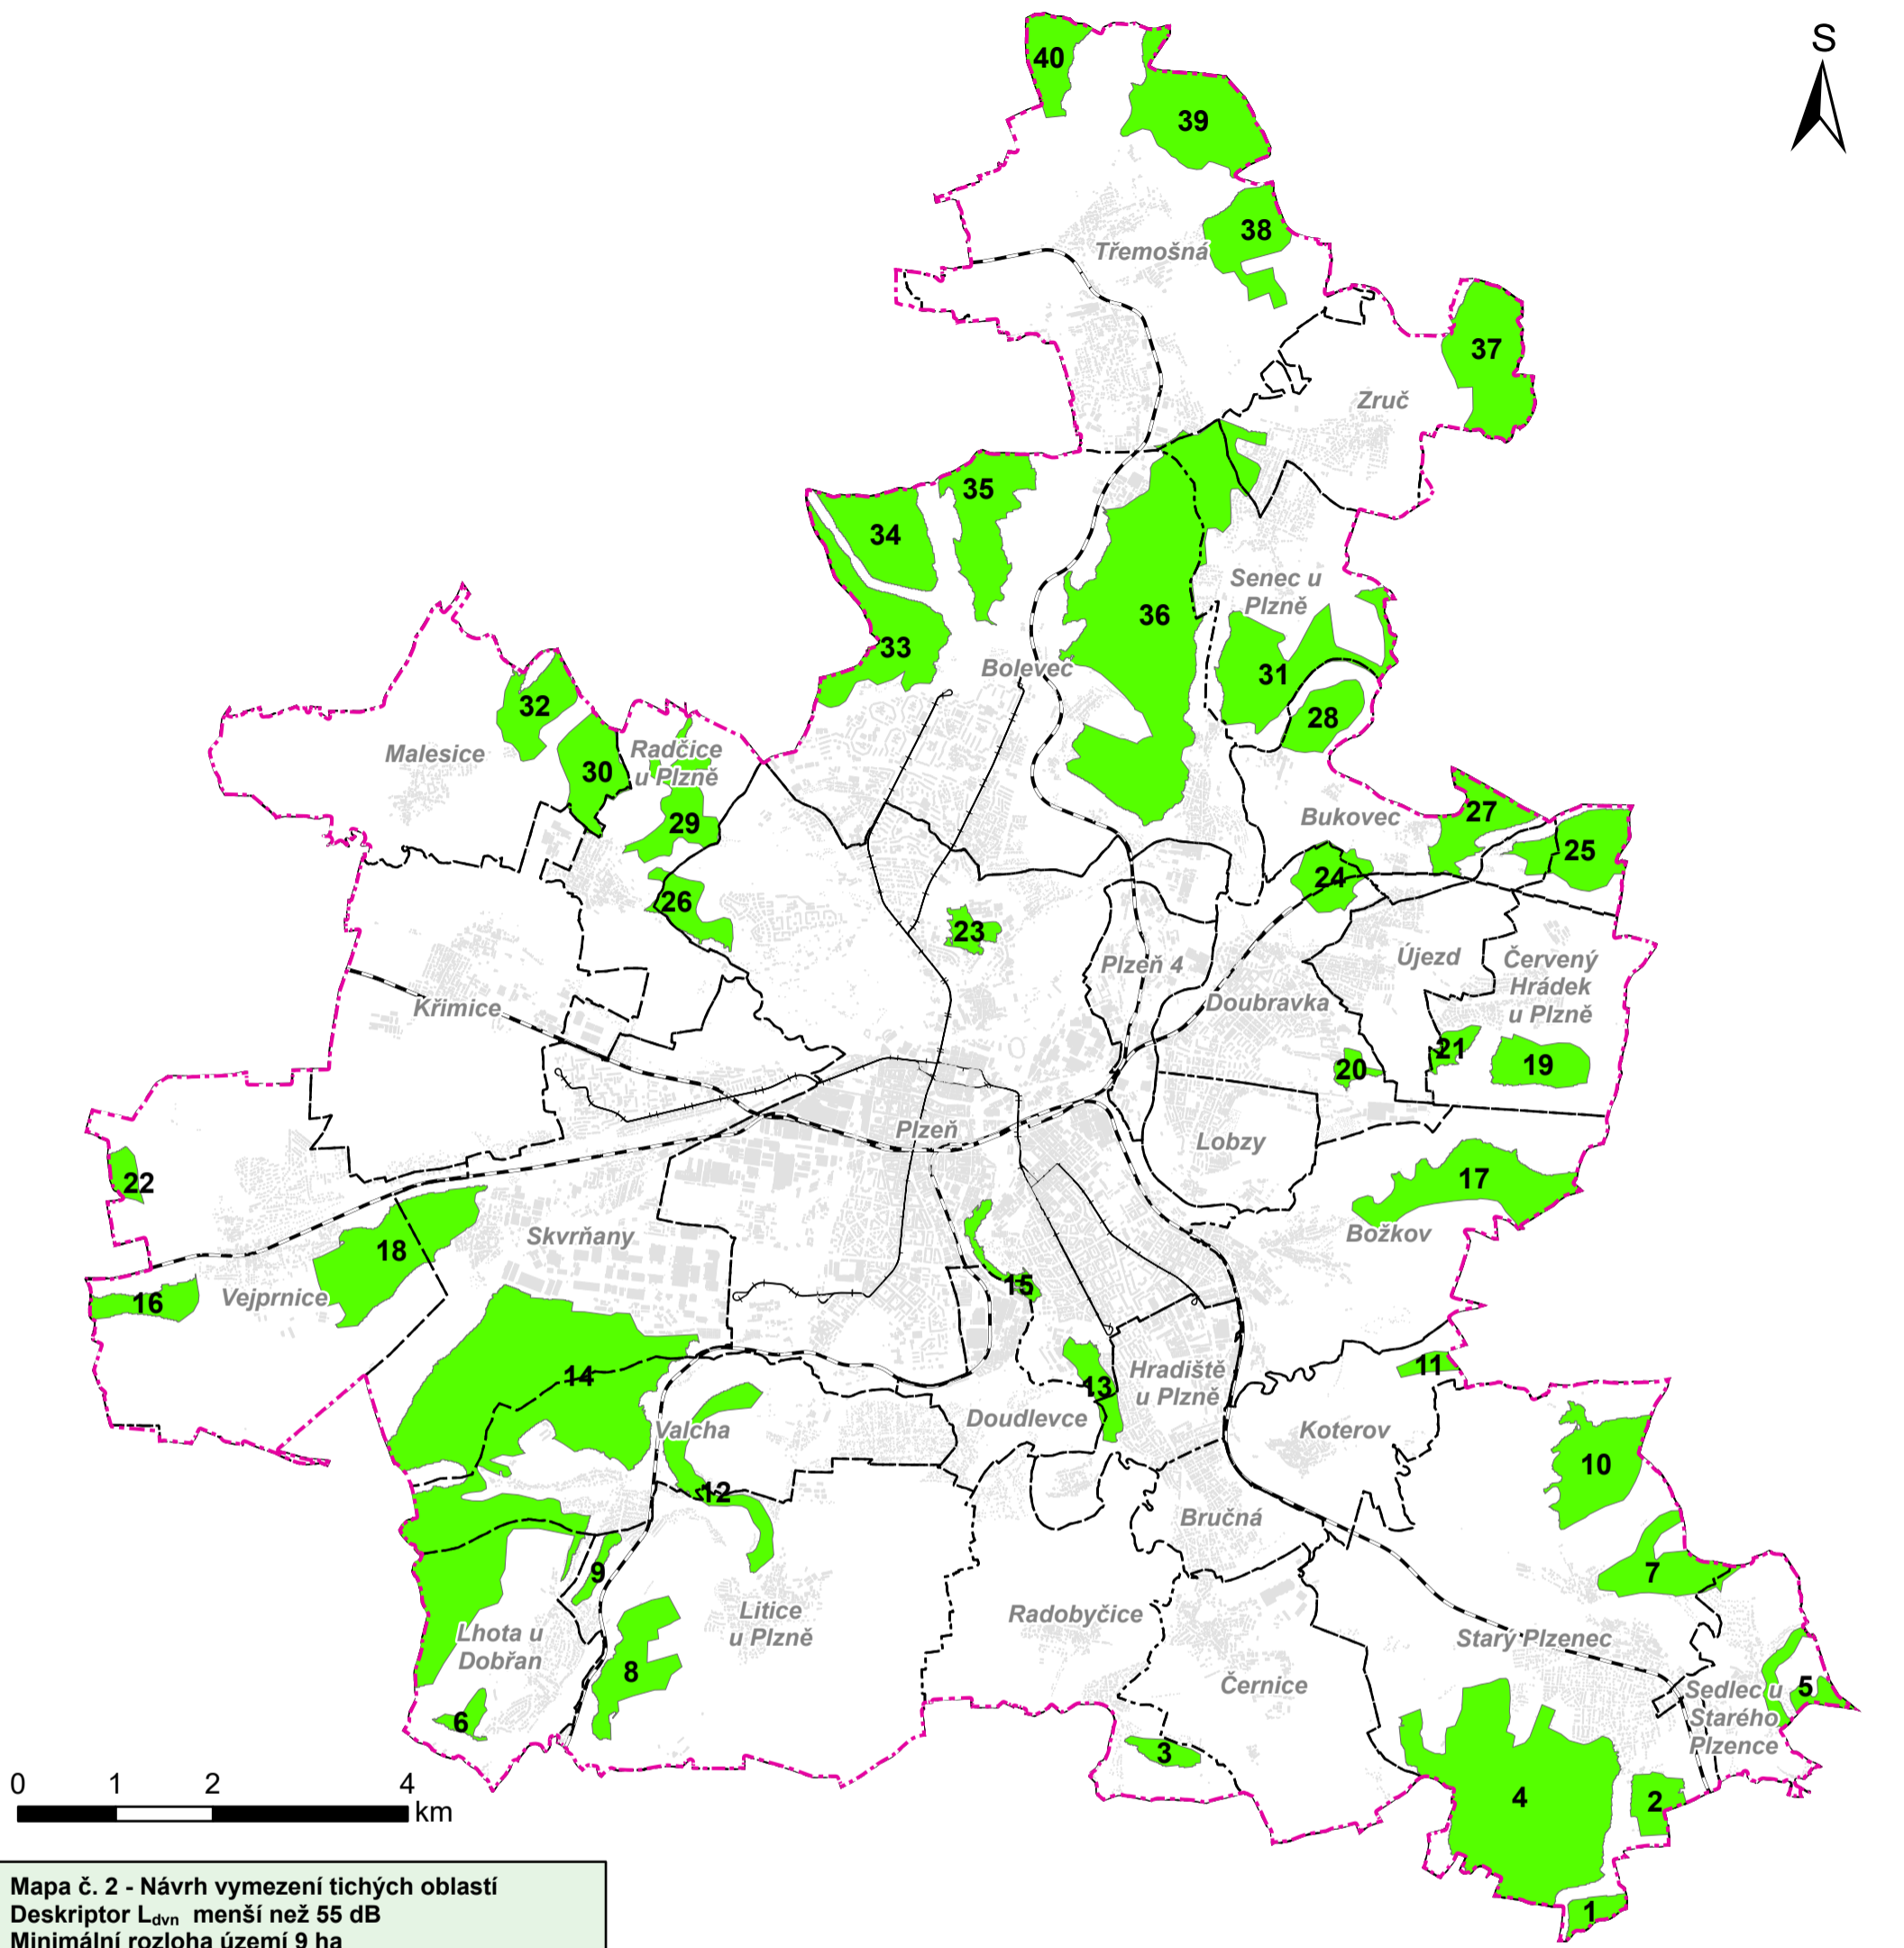 S
40
39
38
Třemošná
37
Zruč
35
34
36
Senec u
Plzně
33
Bolevec
31
32
28
Malesice
Radčice
u Plzně
30
29
27
Bukovec
25
24
26
23
Plzeň 4
Újezd
Červený
Hrádek
u Plzně
Doubravka
Křimice
21
20
19
Plzeň
Lobzy
22
17
Skvrňany
Božkov
18
15
16
Vejprnice
11
14
13
Hradiště
u Plzně
Valcha
Doudlevce
Koterov
10
12
Bručná
9
7
Litice
u Plzně
Radobyčice
Lhota u
Dobřan
Starý Plzenec
8
Černice
Sedlec u
Starého
Plzence
5
6
3
4
2
1
0 1 2 4
km
Mapa č. 2 - Návrh vymezení tichých oblastí
Deskriptor Ldvn menší než 55 dB
Minimální rozloha území 9 ha